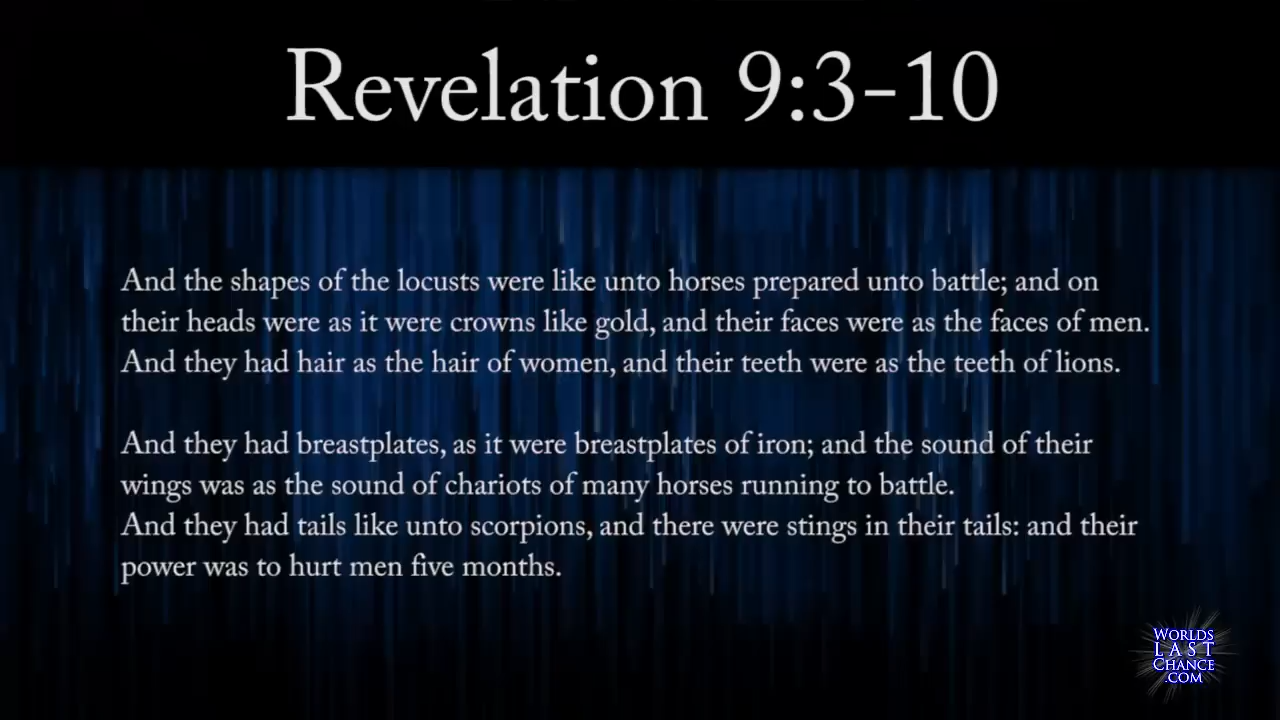 Revelation 9:3-10
And the shapes of the locusts were like unto horses prepared unto battle; and on
their heads were as it were crowns like gold, and their faces were as the faces of men.
And they had hair as the hair of women, and their teeth were as the teeth of lions.
And they had breastplates, as it were breastplates of iron; and the sound of their
wings was as the sound of chariots of many horses running to battle.
And they had tails like unto scorpions, and there were stings in their tails: and their
power was to hurt men five months.
WORLDS
LAST
CHANCE
.COM